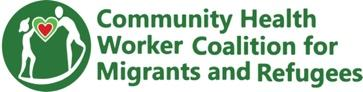 Community Health
Worker Coalition for
Migrants and Refugees